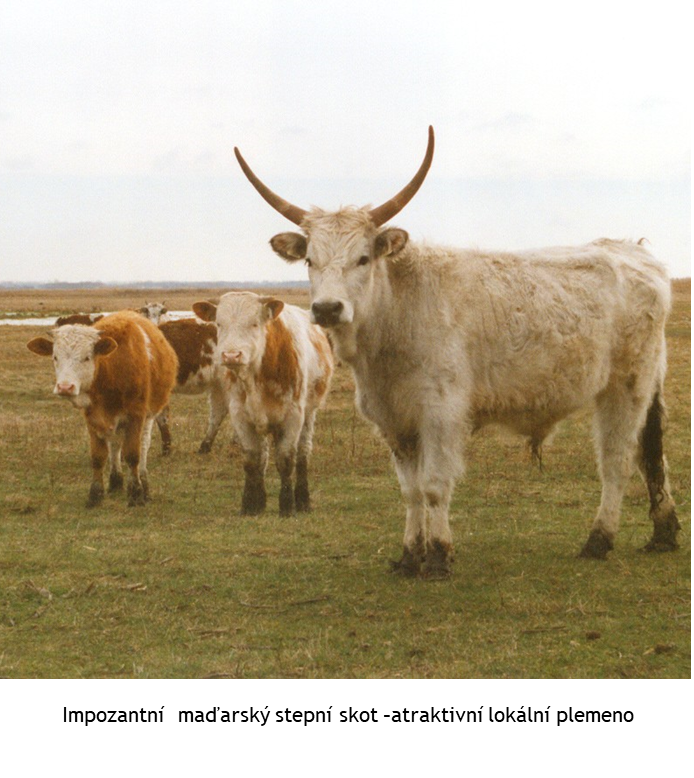 Impozantní  maďarský stepní skot –atraktivní lokální plemeno